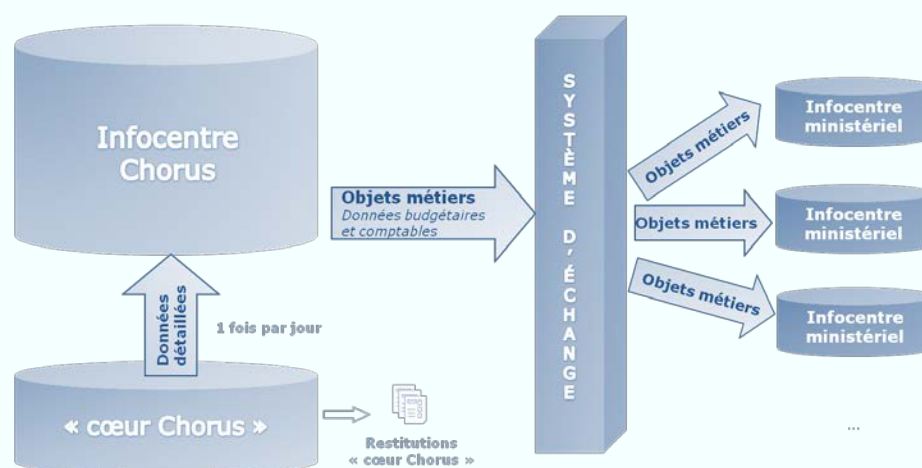 Infocentre
Chorus
Objets métiers
Données budgétaires
et comptables
SYSTÈME D'ÉCHANGE
Objets métiers
Infocentre
ministériel
Objets métiers
Infocentre
ministériel
Objets métiers
Infocentre
ministériel
Données
détaillées
1 fois par jour
« cœur Chorus »
Restitutions
« cœur Chorus »
...